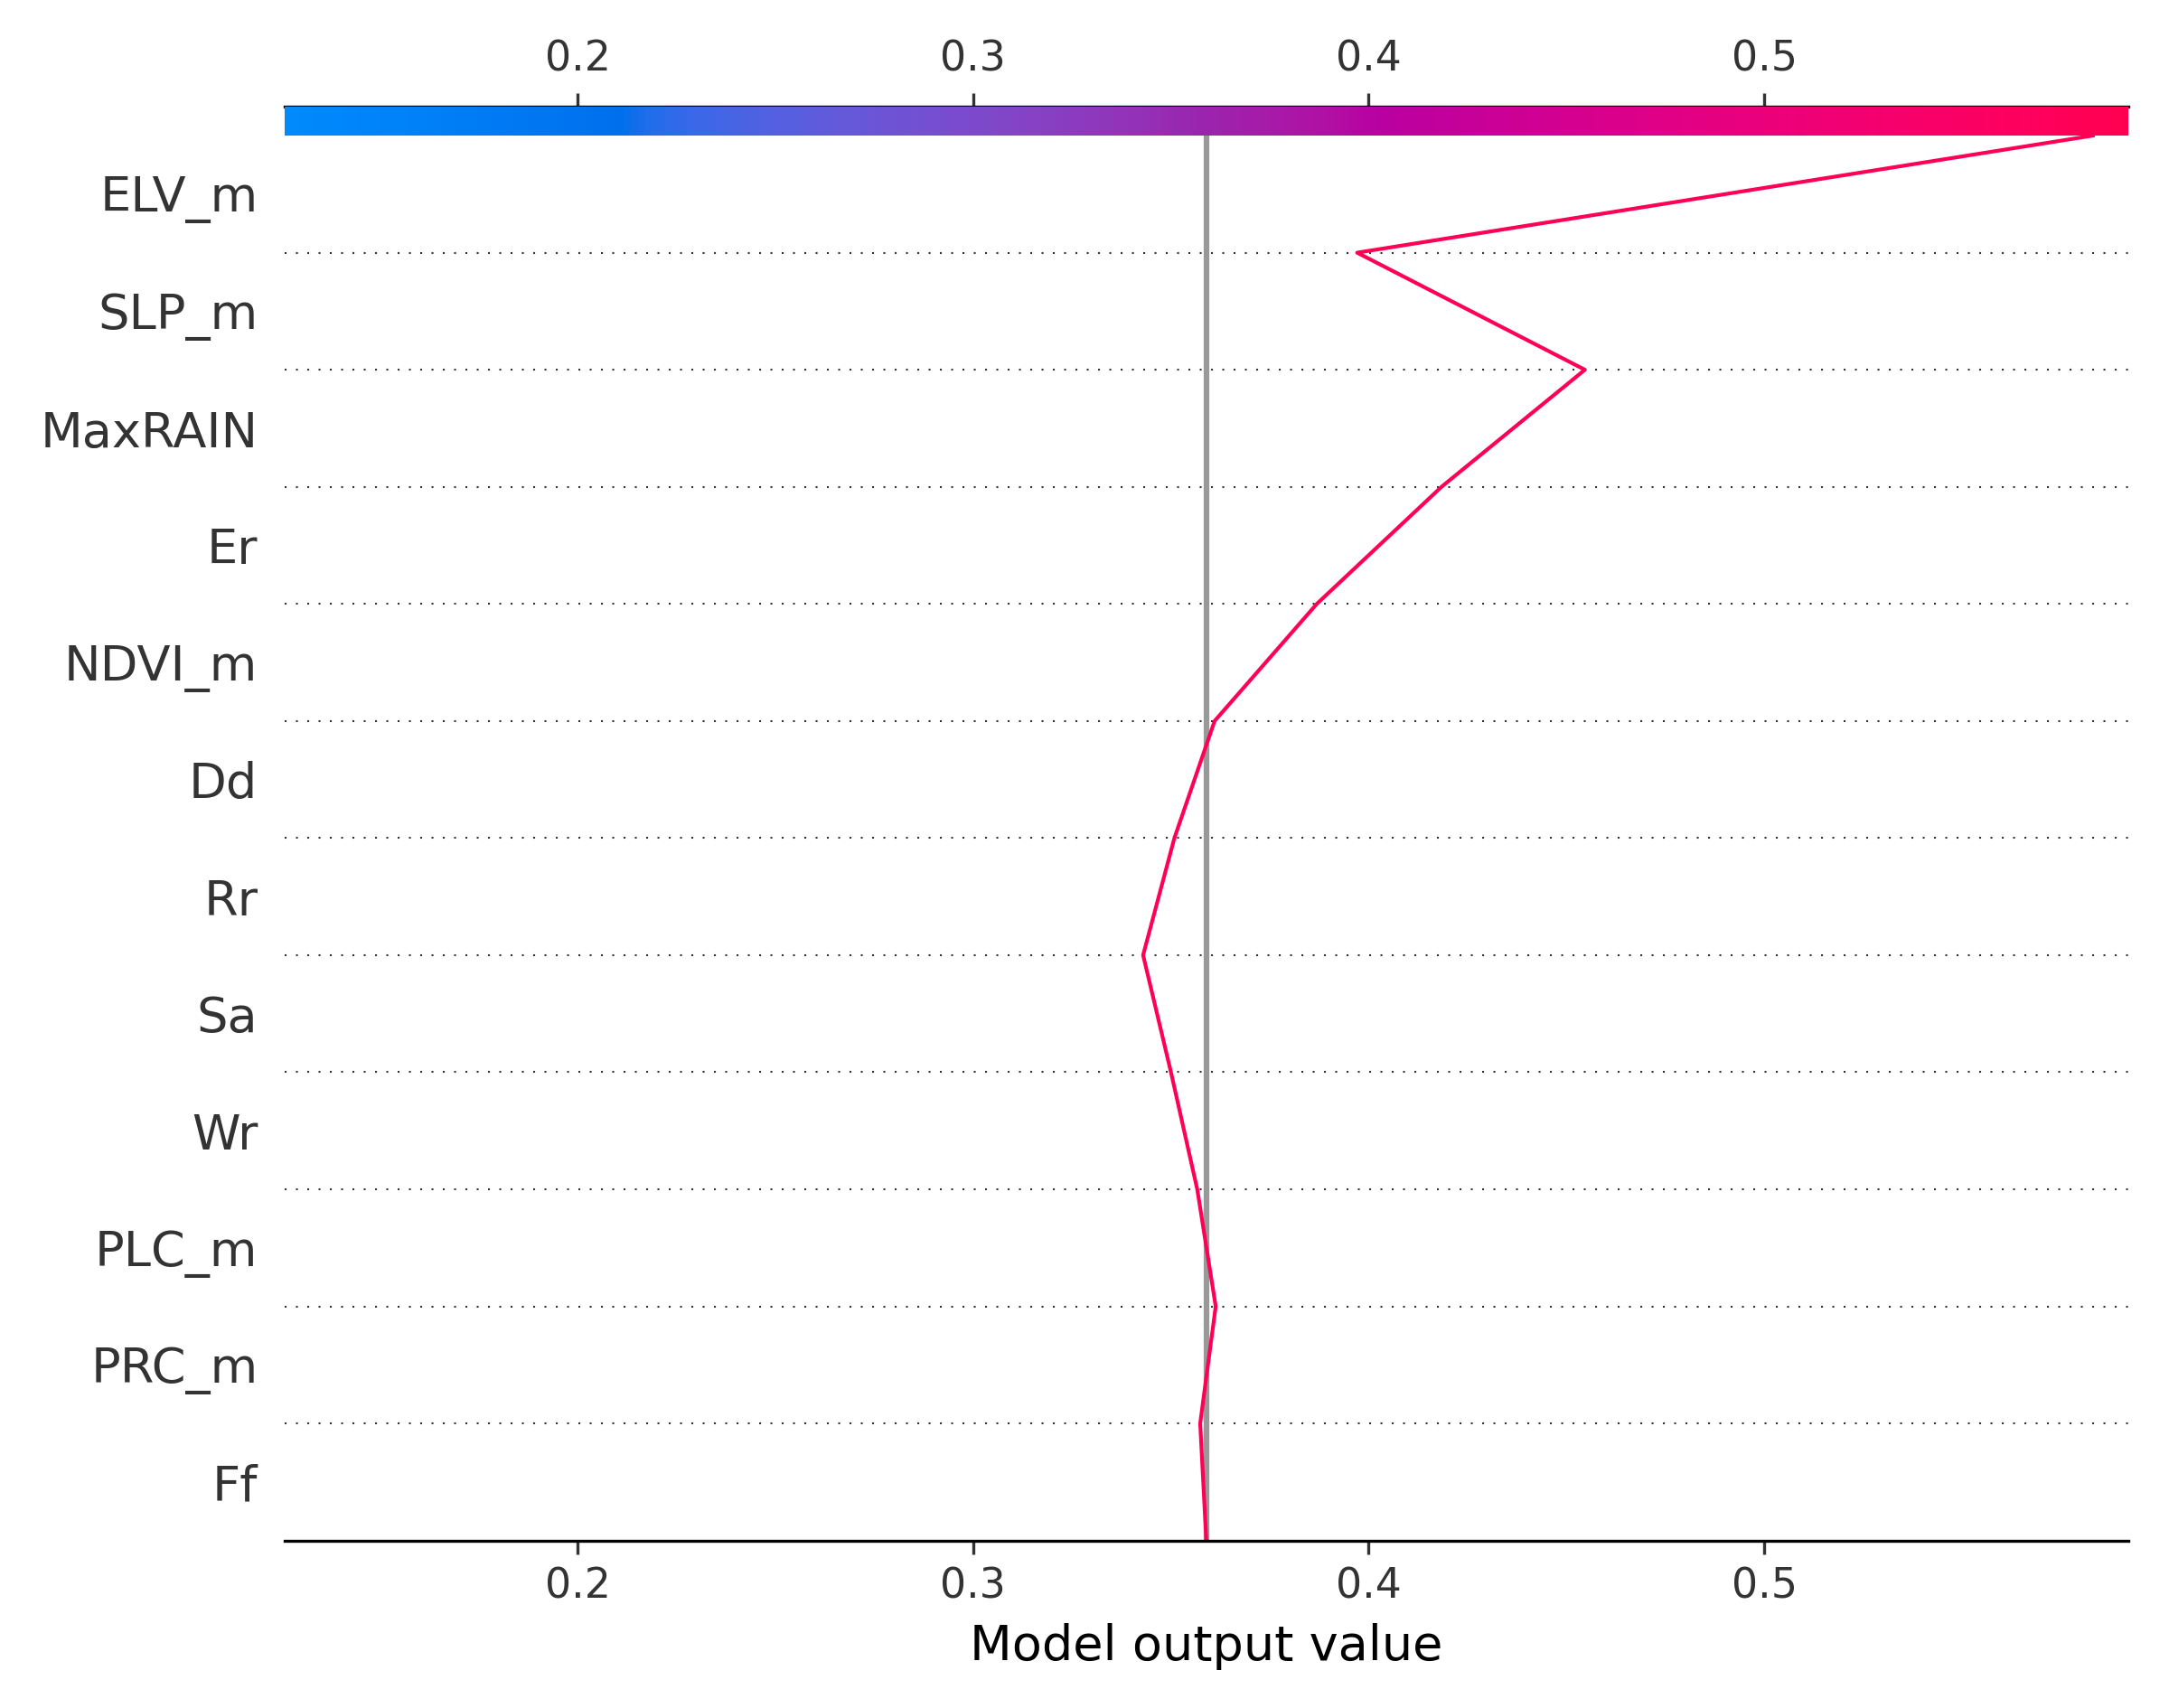 0.2 0.3 0.4 0.5
ELV_m
SLP_m
MaxRAIN
Er
NDVI_m
Dd
Rr
Sa
Wr
PLC_m
PRC_m
Ff
0.2 0.3 0.4 0.5
Model output value